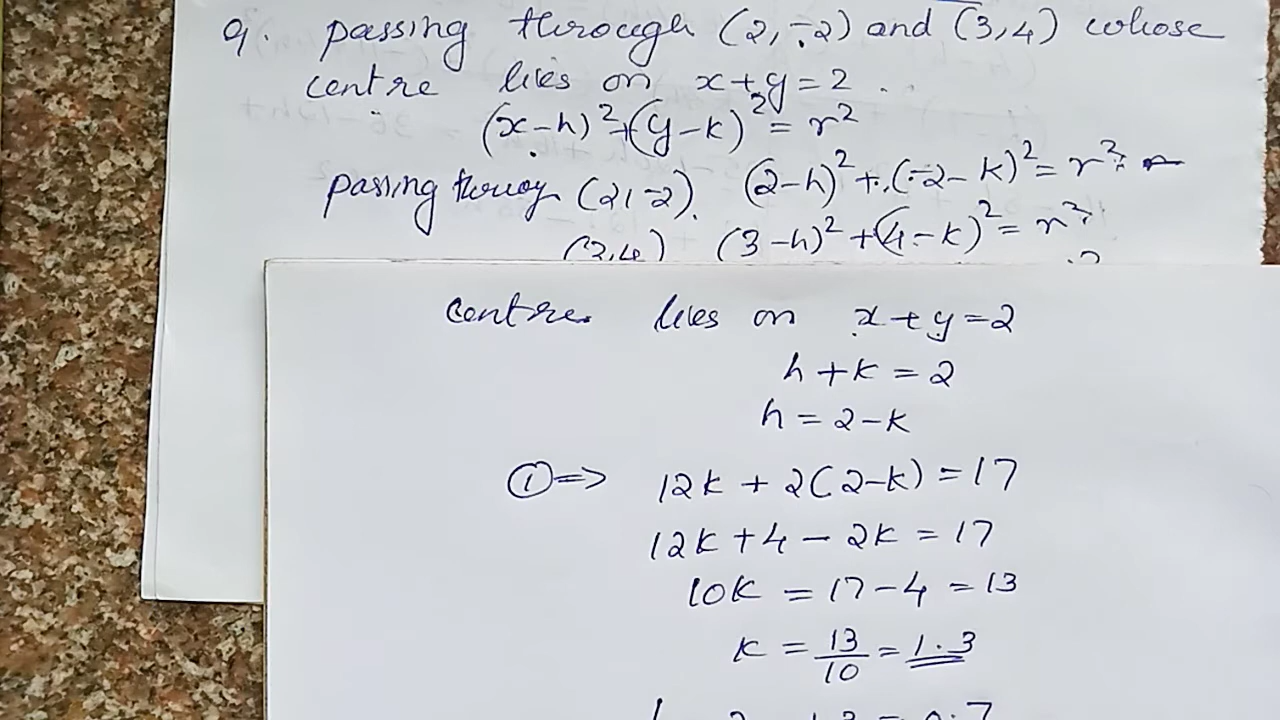 9. passing through (2, -2) and (3,4) whose
centre lies on x+y=2
(x-h)²+(y-k)²= r²
passing throug (2,-2). (2-h)²+(-2-k)²= r²
(3,4) (3-h)²+(4-k)²= r²
centre lies on x+y=2
h+k=2
h=2-k
①⇒ 12k+2(2-k)=17
12k+4-2k=17
10k=17-4=13
k=13/10=1.3